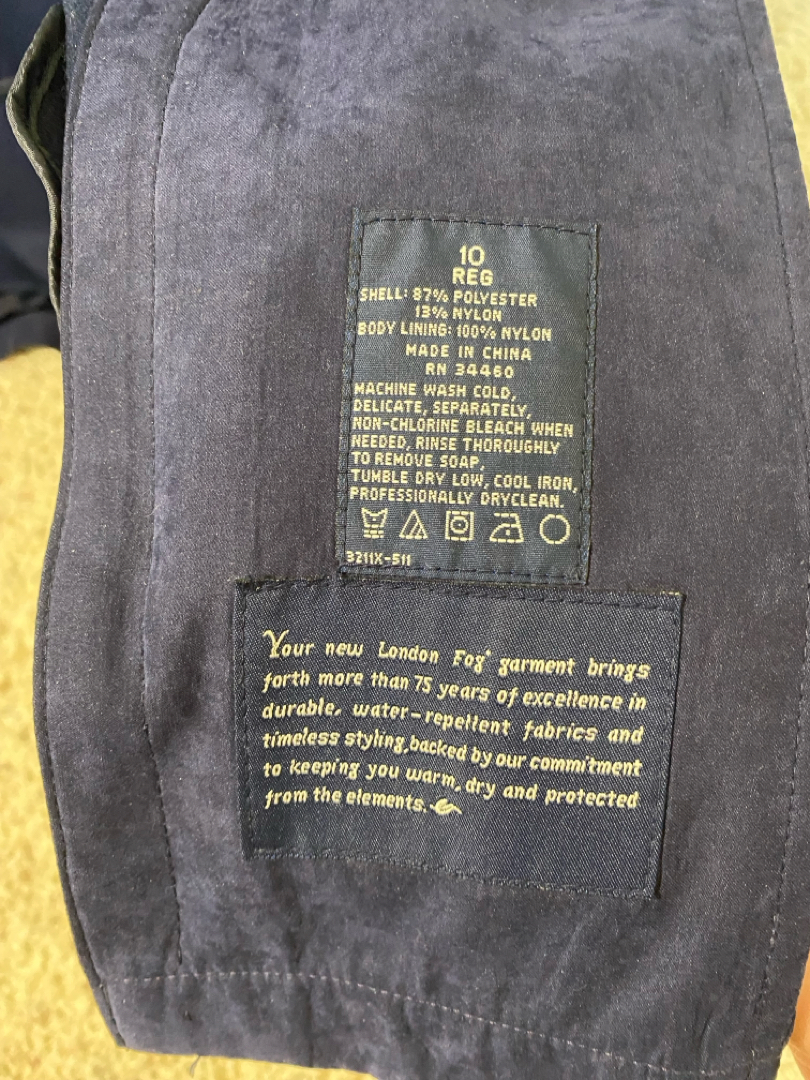 10
REG
SHELL: 87% POLYESTER
13% NYLON
BODY LINING: 100% NYLON
MADE IN CHINA
RN 34460
MACHINE WASH COLD,
DELICATE, SEPARATELY,
NON-CHLORINE BLEACH WHEN
NEEDED, RINSE THOROUGHLY
TO REMOVE SOAP,
TUMBLE DRY LOW, COOL IRON,
PROFESSIONALLY DRYCLEAN.
3211X-511
Your new London Fog® garment brings
forth more than 75 years of excellence in
durable, water-repellent fabrics and
timeless styling, backed by our commitment
to keeping you warm, dry and protected
from the elements.